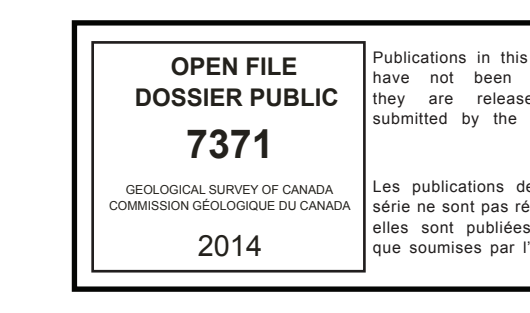 OPEN FILE
DOSSIER PUBLIC
7371
GEOLOGICAL SURVEY OF CANADA
COMMISSION GÉOLOGIQUE DU CANADA
2014
Publications in this
have not been
they are release
submitted by the
Les publications de
série ne sont pas ré
elles sont publiées
que soumises par l'